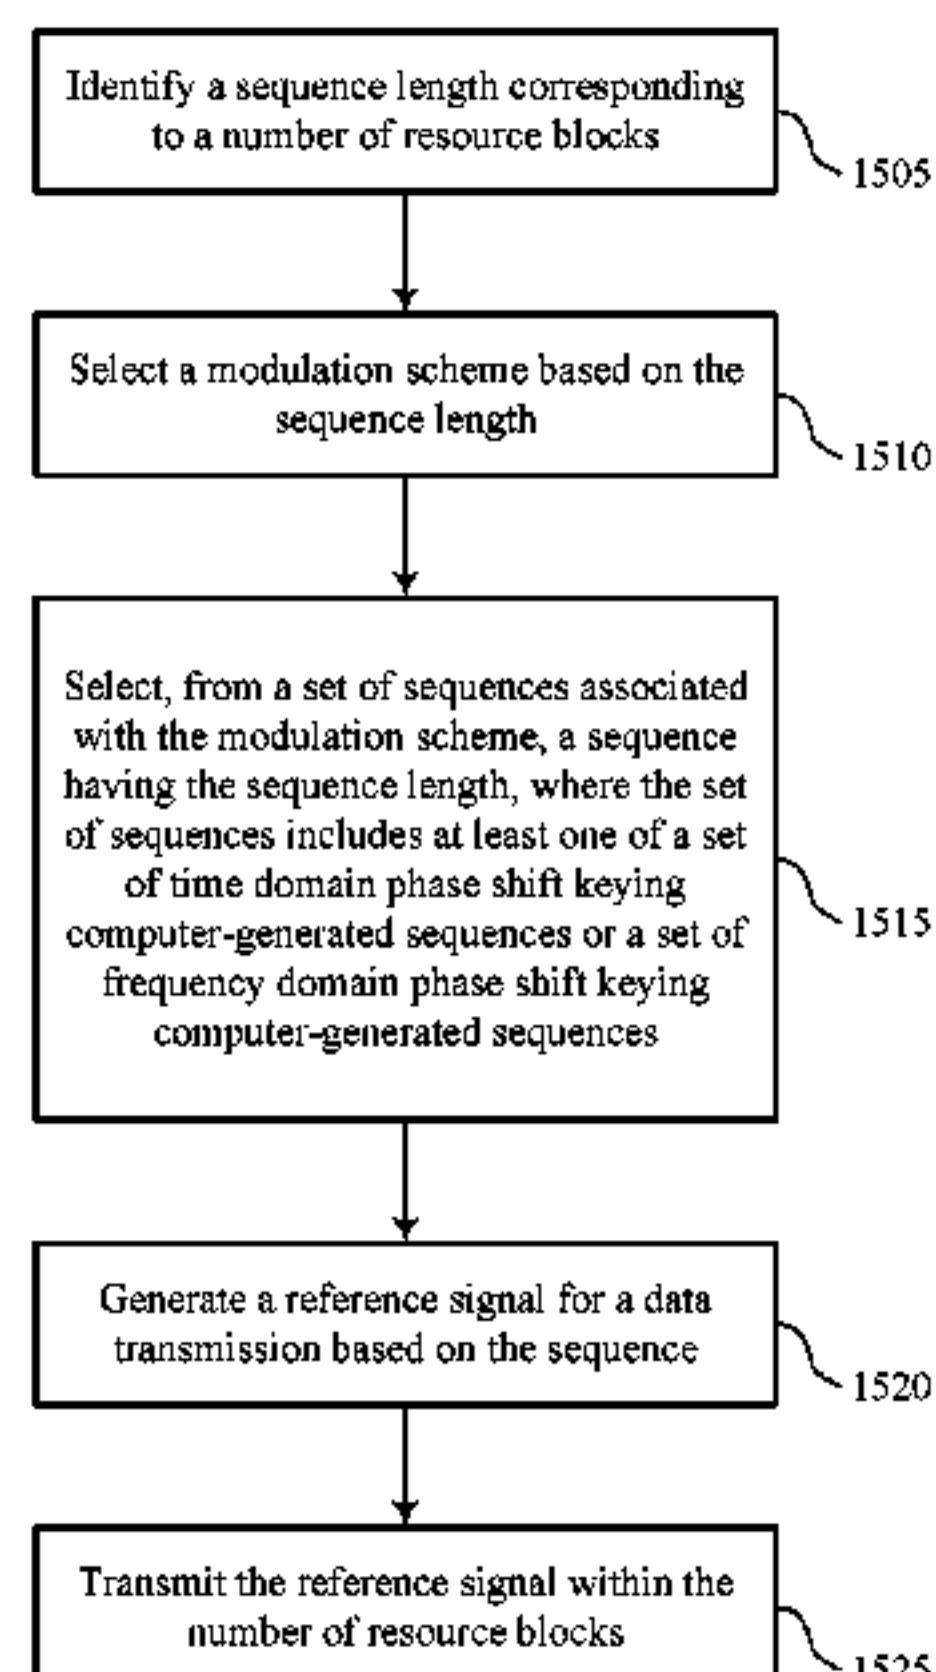 Identify a sequence length corresponding
to a number of resource blocks
1505
Select a modulation scheme based on the
sequence length
1510
Select, from a set of sequences associated
with the modulation scheme, a sequence
having the sequence length, where the set
of sequences includes at least one of a set
of time domain phase shift keying
computer-generated sequences or a set of
frequency domain phase shift keying
computer-generated sequences
1515
Generate a reference signal for a data
transmission based on the sequence
1520
Transmit the reference signal within the
number of resource blocks
1525